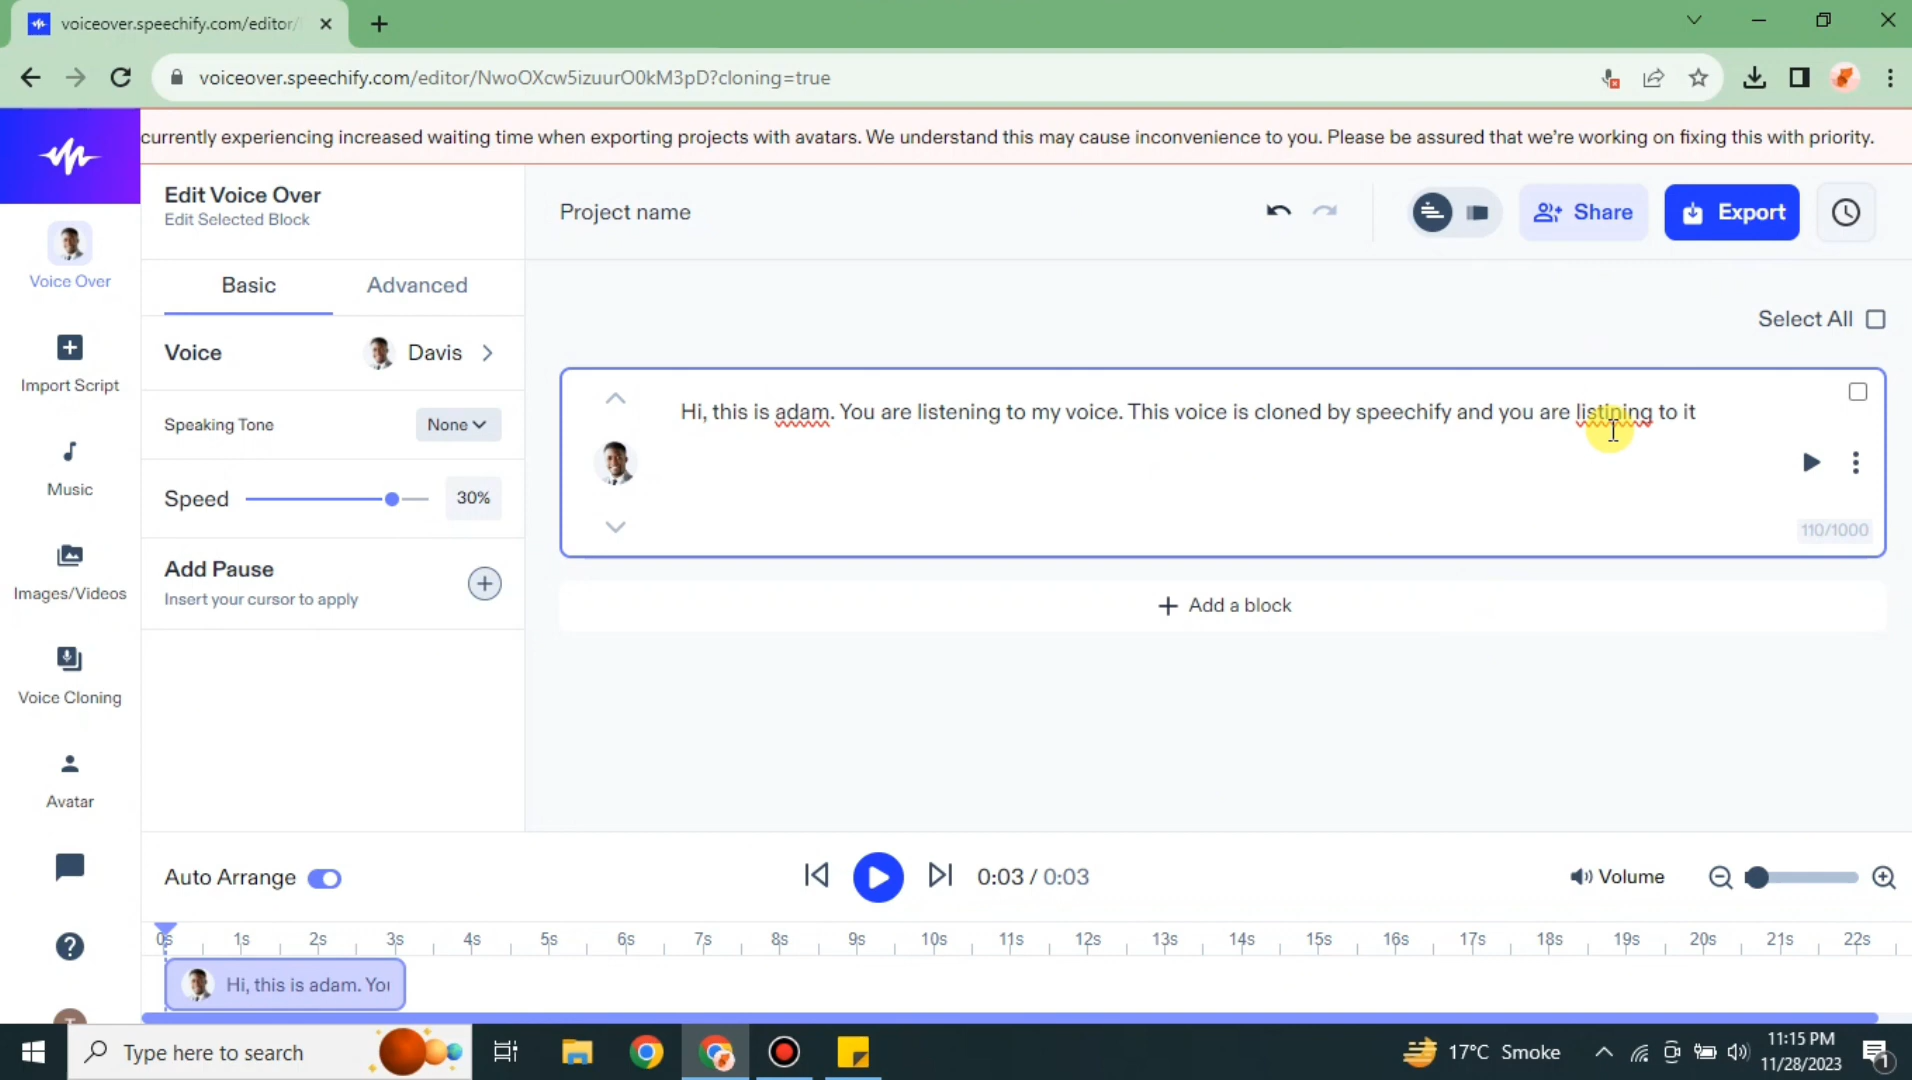 voiceover.speechify.com/editor/
voiceover.speechify.com/editor/NwoOXcw5izuurO0kM3pD?cloning=true
currently experiencing increased waiting time when exporting projects with avatars. We understand this may cause inconvenience to you. Please be assured that we're working on fixing this with priority.
Edit Voice Over
Edit Selected Block
Project name
Share
Export
Voice Over
Basic
Advanced
Select All
Import Script
Voice
Davis
Speaking Tone
None
Hi, this is adam. You are listening to my voice. This voice is cloned by speechify and you are listining to it
Music
Speed
30%
110/1000
Images/Videos
Add Pause
Insert your cursor to apply
Add a block
Voice Cloning
Avatar
Auto Arrange
0:03 / 0:03
Volume
0s 1s 2s 3s 4s 5s 6s 7s 8s 9s 10s 11s 12s 13s 14s 15s 16s 17s 18s 19s 20s 21s 22s
Hi, this is adam. You
Type here to search
17°C Smoke
11:15 PM
11/28/2023
1